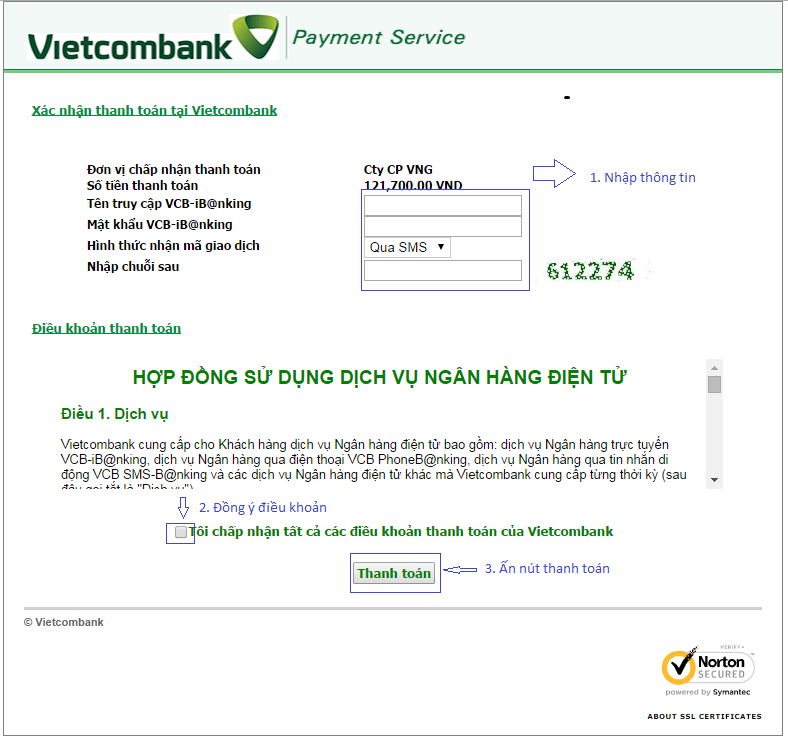 Vietcombank Payment Service
Xác nhận thanh toán tại Vietcombank
Đơn vị chấp nhận thanh toán Cty CP VNG
Số tiền thanh toán 121,700.00 VND
1. Nhập thông tin
Tên truy cập VCB-iB@nking
Mật khẩu VCB-iB@nking
Hình thức nhận mã giao dịch Qua SMS
Nhập chuỗi sau 612274
Điều khoản thanh toán
HỢP ĐỒNG SỬ DỤNG DỊCH VỤ NGÂN HÀNG ĐIỆN TỬ
Điều 1. Dịch vụ
Vietcombank cung cấp cho Khách hàng dịch vụ Ngân hàng điện tử bao gồm: dịch vụ Ngân hàng trực tuyến
VCB-iB@nking, dịch vụ Ngân hàng qua điện thoại VCB PhoneB@nking, dịch vụ Ngân hàng qua tin nhắn di
động VCB SMS-B@nking và các dịch vụ Ngân hàng điện tử khác mà Vietcombank cung cấp từng thời kỳ (sau
đây gọi tắt là "Dịch vụ")
2. Đồng ý điều khoản
Tôi chấp nhận tất cả các điều khoản thanh toán của Vietcombank
Thanh toán
3. Ấn nút thanh toán
© Vietcombank
VERIFY
Norton
SECURED
powered by Symantec
ABOUT SSL CERTIFICATES